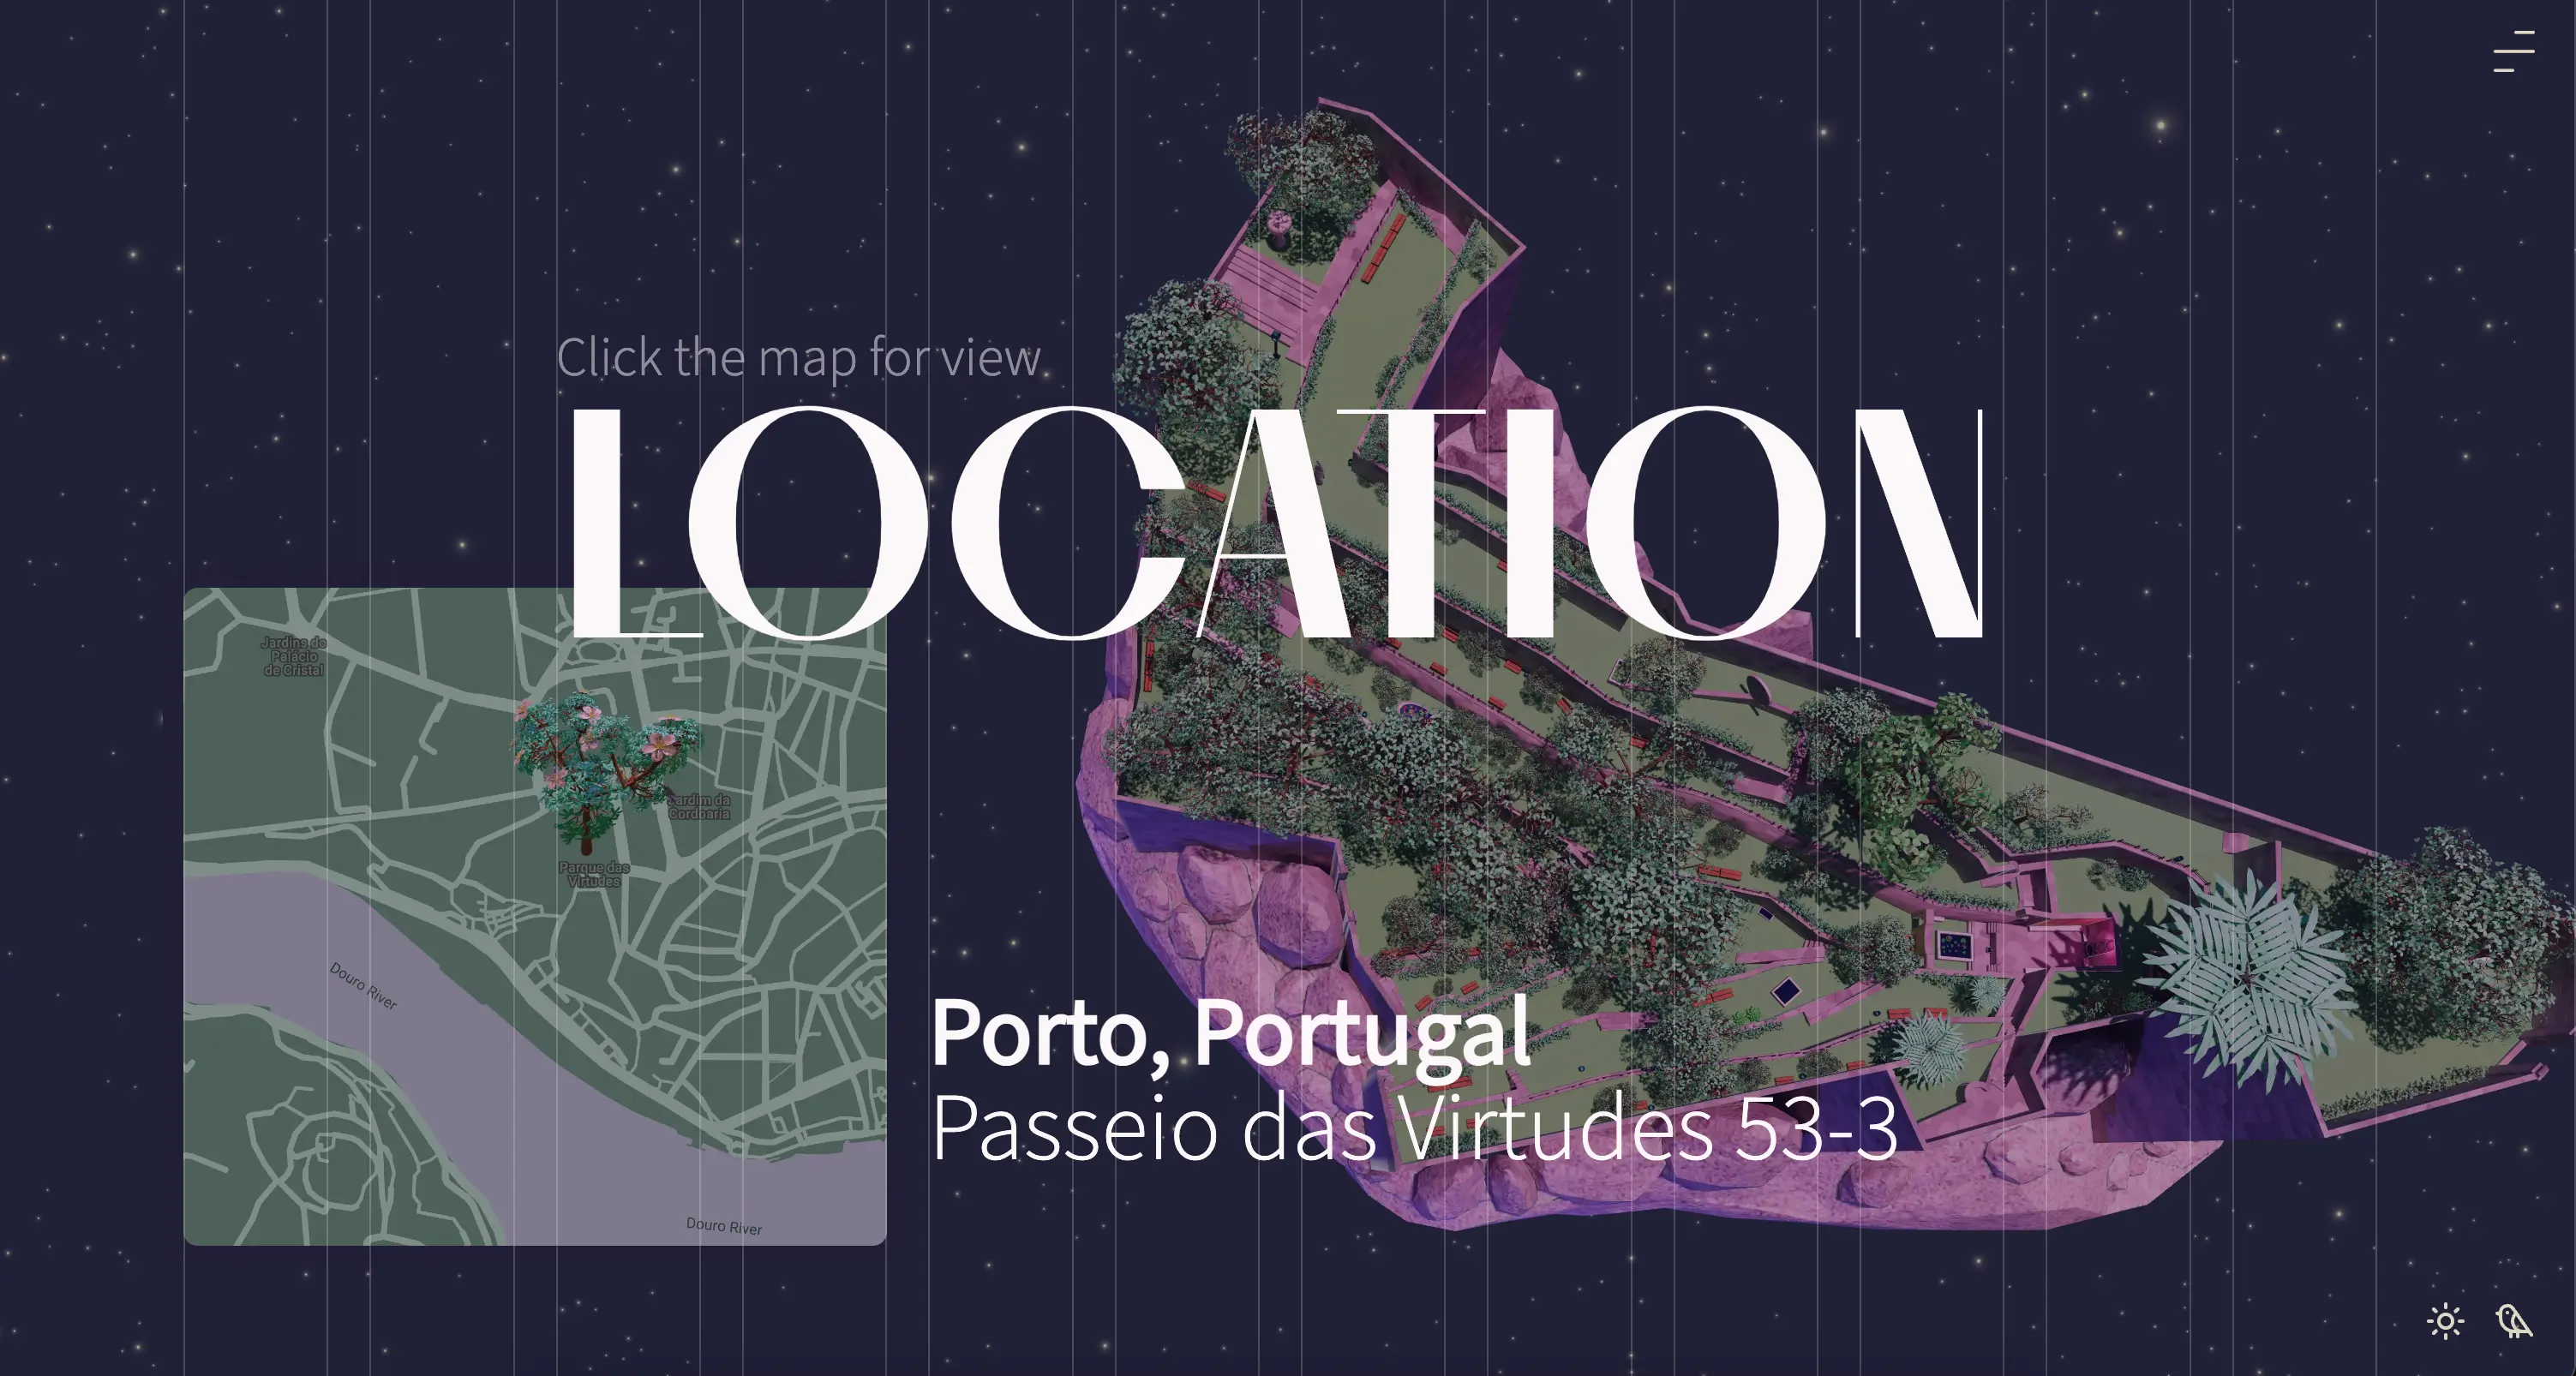 Click the map for view
LOCATION
Jardins do
Palácio
de Cristal
Jardim da
Cordoaria
Parque das
Virtudes
Douro River
Porto, Portugal
Passeio das Virtudes 53-3
Douro River